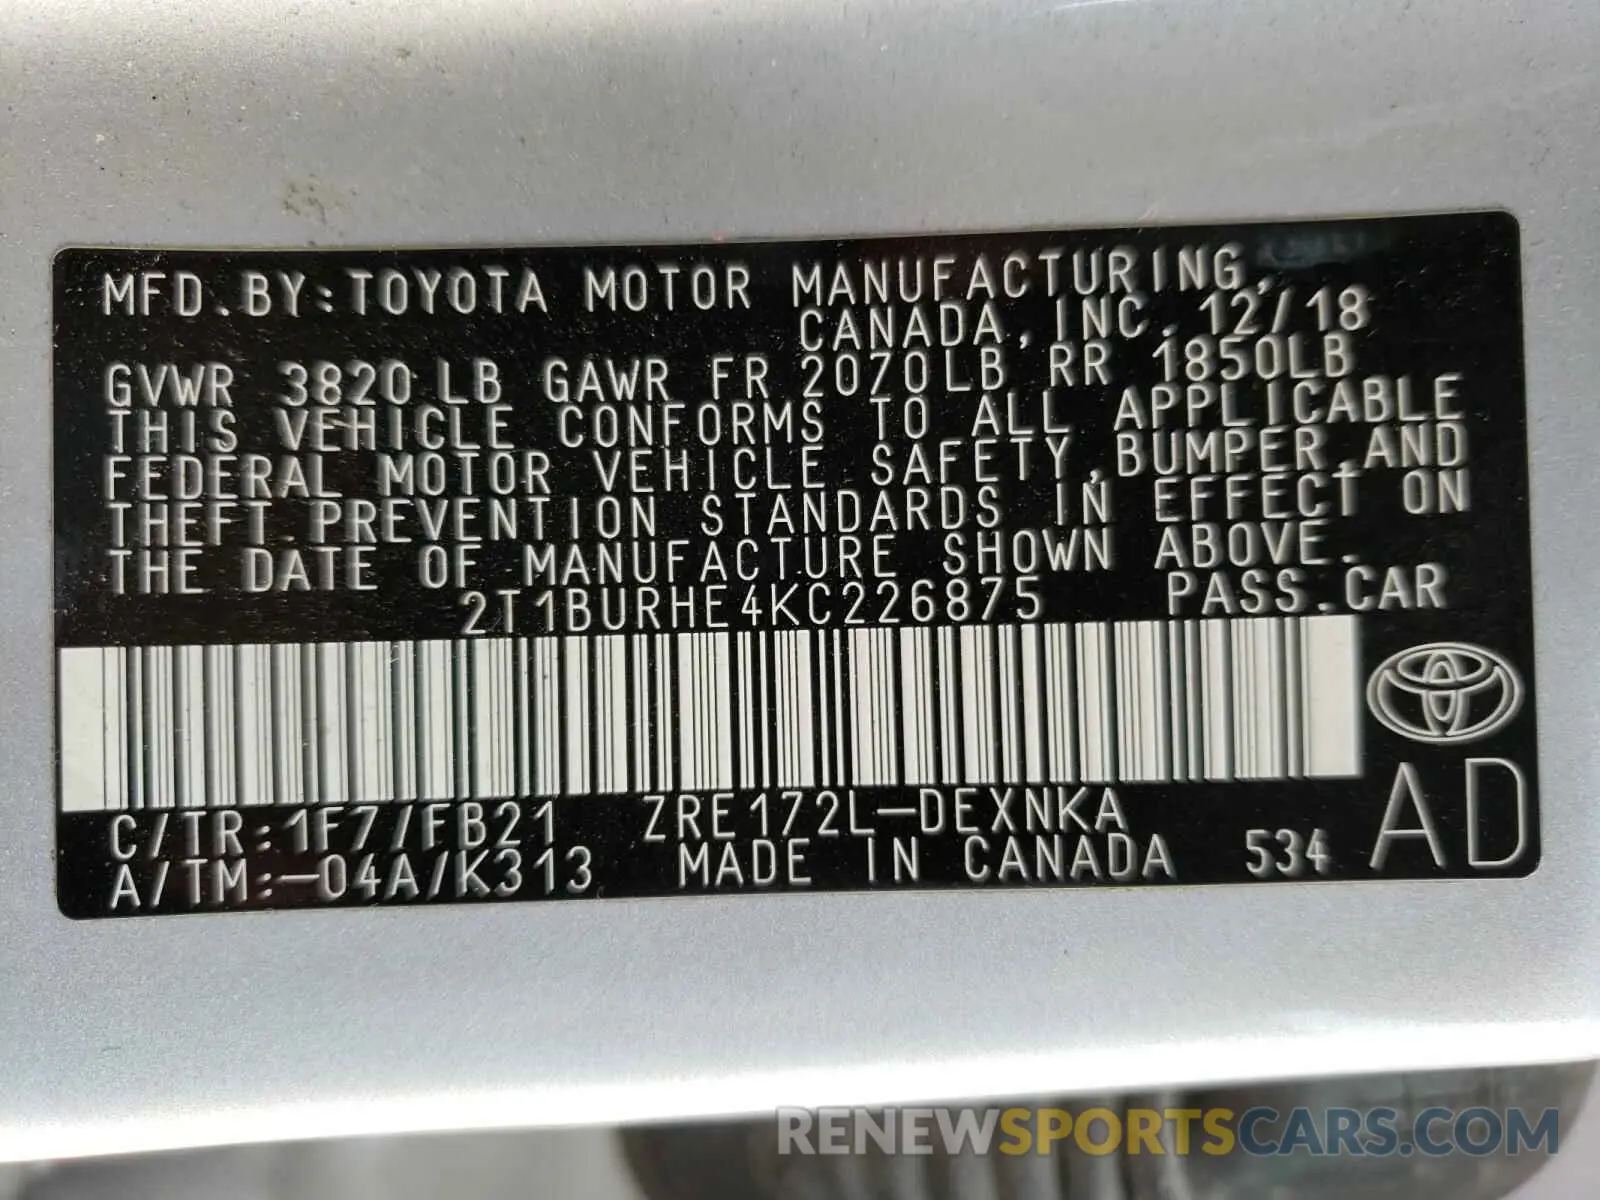 MFD.BY:TOYOTA MOTOR MANUFACTURING,
CANADA,INC. 12/18
GVWR 3820 LB GAWR FR 2070LB RR 1850LB
THIS VEHICLE CONFORMS TO ALL APPLICABLE
FEDERAL MOTOR VEHICLE SAFETY,BUMPER,AND
THEFT PREVENTION STANDARDS IN EFFECT ON
THE DATE OF MANUFACTURE SHOWN ABOVE.
2T1BURHE4KC226875 PASS.CAR
C/TR:1F7/FB21 ZRE172L-DEXNKA
A/TM:-04A/K313 MADE IN CANADA 534
AD
RENEWSPORTSCARS.COM